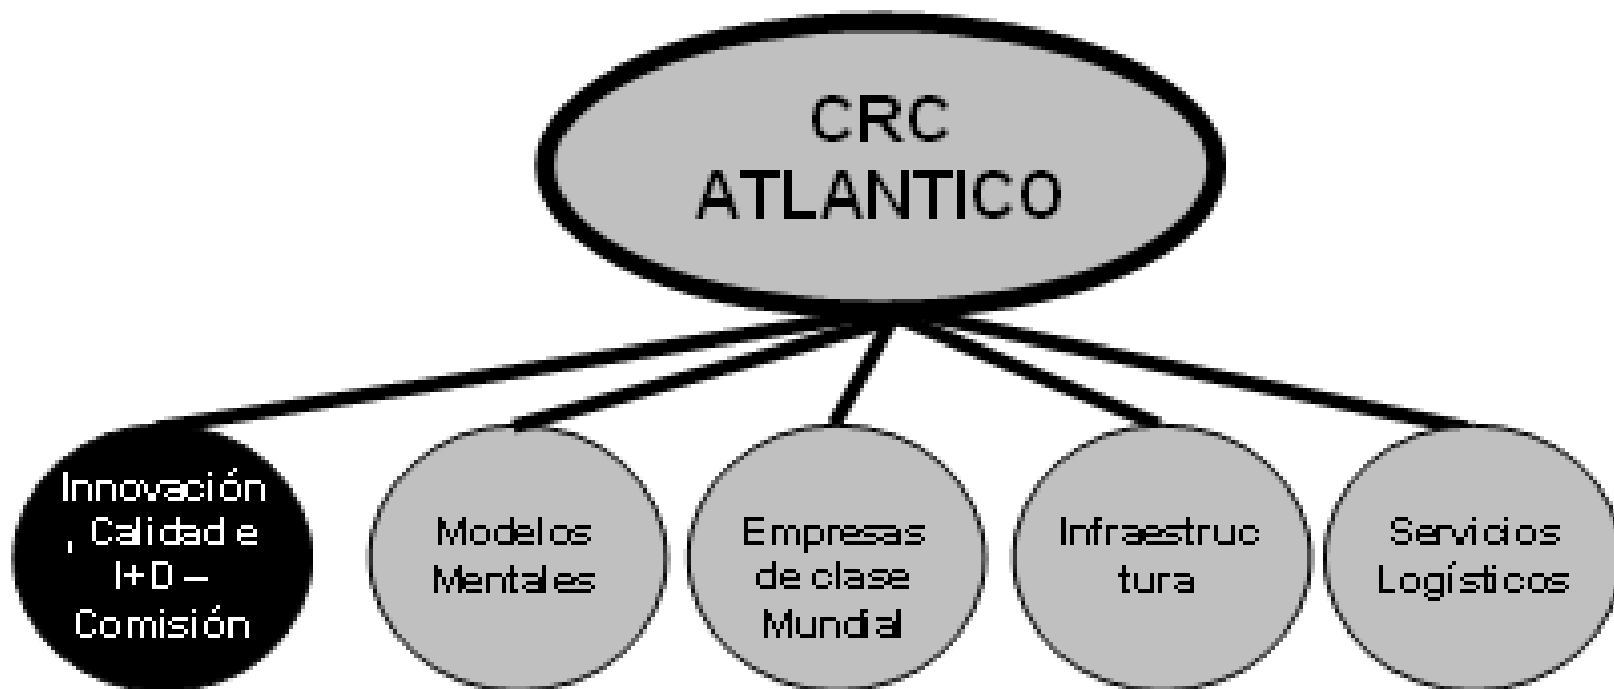 CRC
ATLANTICO
Innovación
, Calidad e
I+D –
Comisión
Modelos
Mentales
Empresas
de clase
Mundial
Infraestruc
tura
Servicios
Logísticos